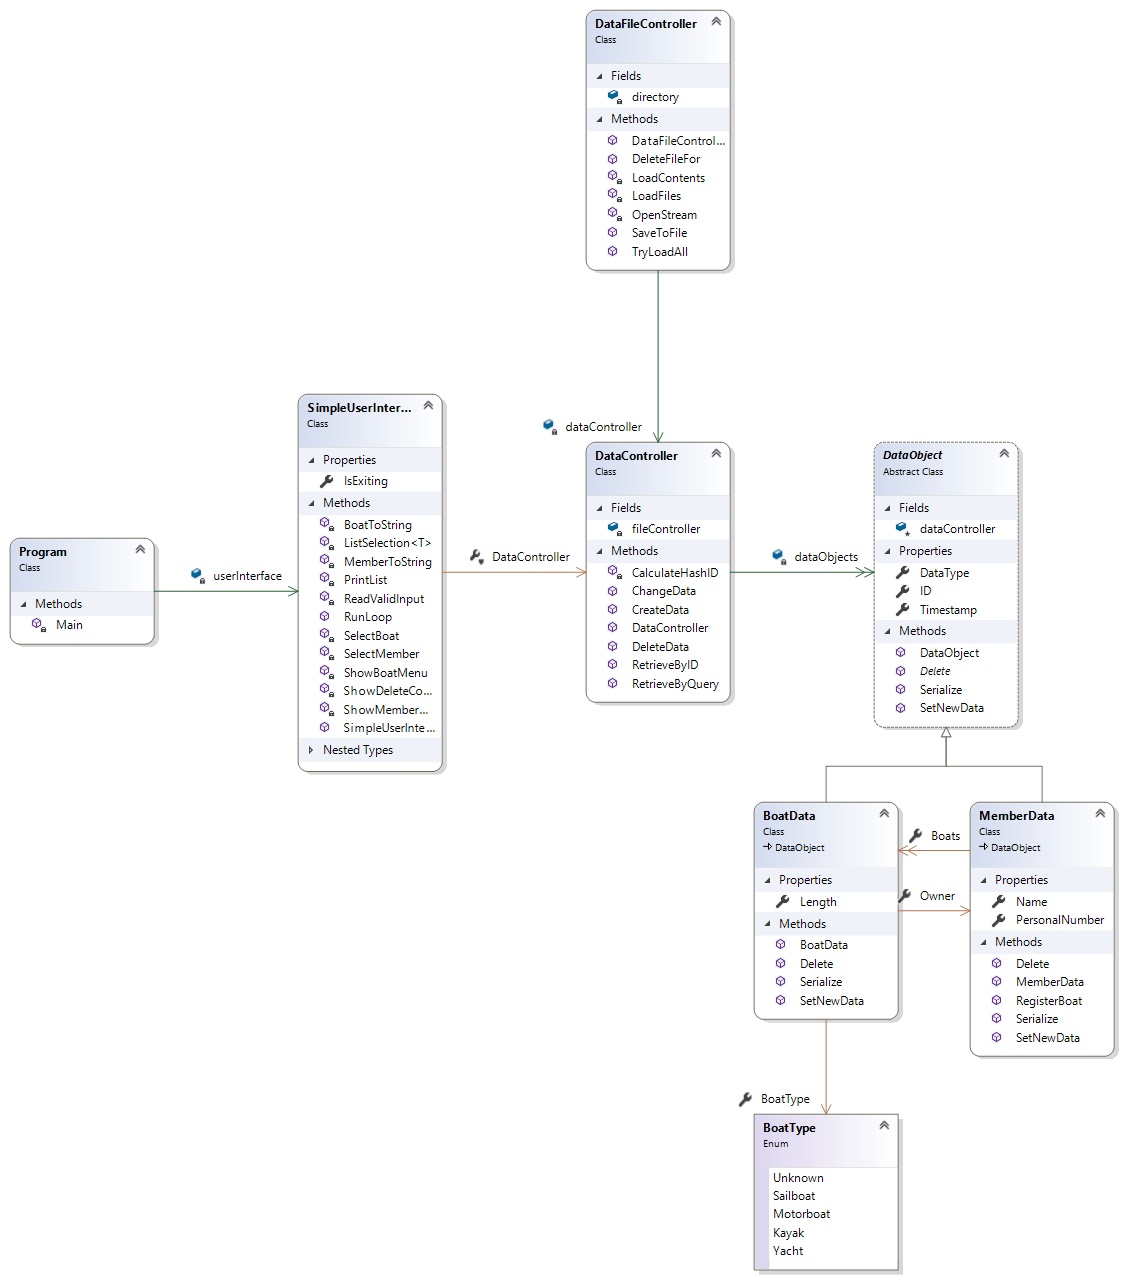 DataFileController
Class
Fields
directory
Methods
DataFileControl...
DeleteFileFor
LoadContents
LoadFiles
OpenStream
SaveToFile
TryLoadAll
dataController
SimpleUserInter...
Class
Properties
IsExiting
Methods
BoatToString
ListSelection<T>
MemberToString
PrintList
ReadValidInput
RunLoop
SelectBoat
SelectMember
ShowBoatMenu
ShowDeleteCo...
ShowMember...
SimpleUserInte...
Nested Types
Program
Class
Methods
Main
userInterface
DataController
DataController
Class
Fields
fileController
Methods
CalculateHashID
ChangeData
CreateData
DataController
DeleteData
RetrieveByID
RetrieveByQuery
dataObjects
DataObject
Abstract Class
Fields
dataController
Properties
DataType
ID
Timestamp
Methods
DataObject
Delete
Serialize
SetNewData
BoatData
Class
DataObject
Properties
Length
Methods
BoatData
Delete
Serialize
SetNewData
Boats
Owner
MemberData
Class
DataObject
Properties
Name
PersonalNumber
Methods
Delete
MemberData
RegisterBoat
Serialize
SetNewData
BoatType
BoatType
Enum
Unknown
Sailboat
Motorboat
Kayak
Yacht